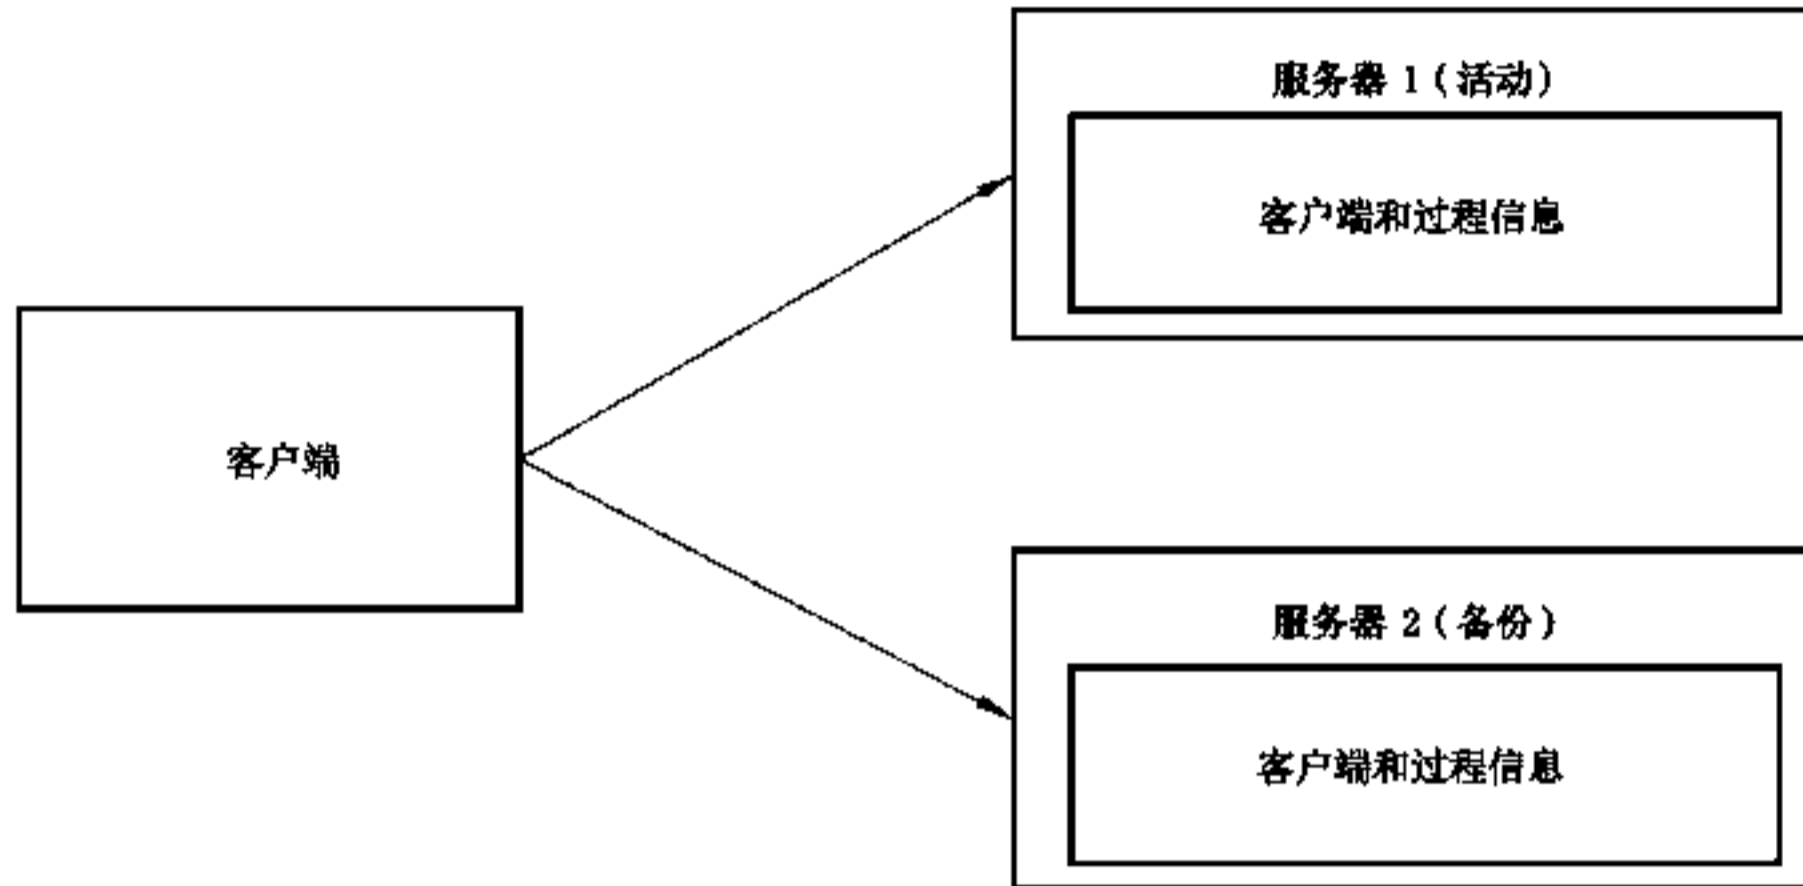 服务器 1 (活动)
客户端和过程信息
客户端
服务器 2 (备份)
客户端和过程信息